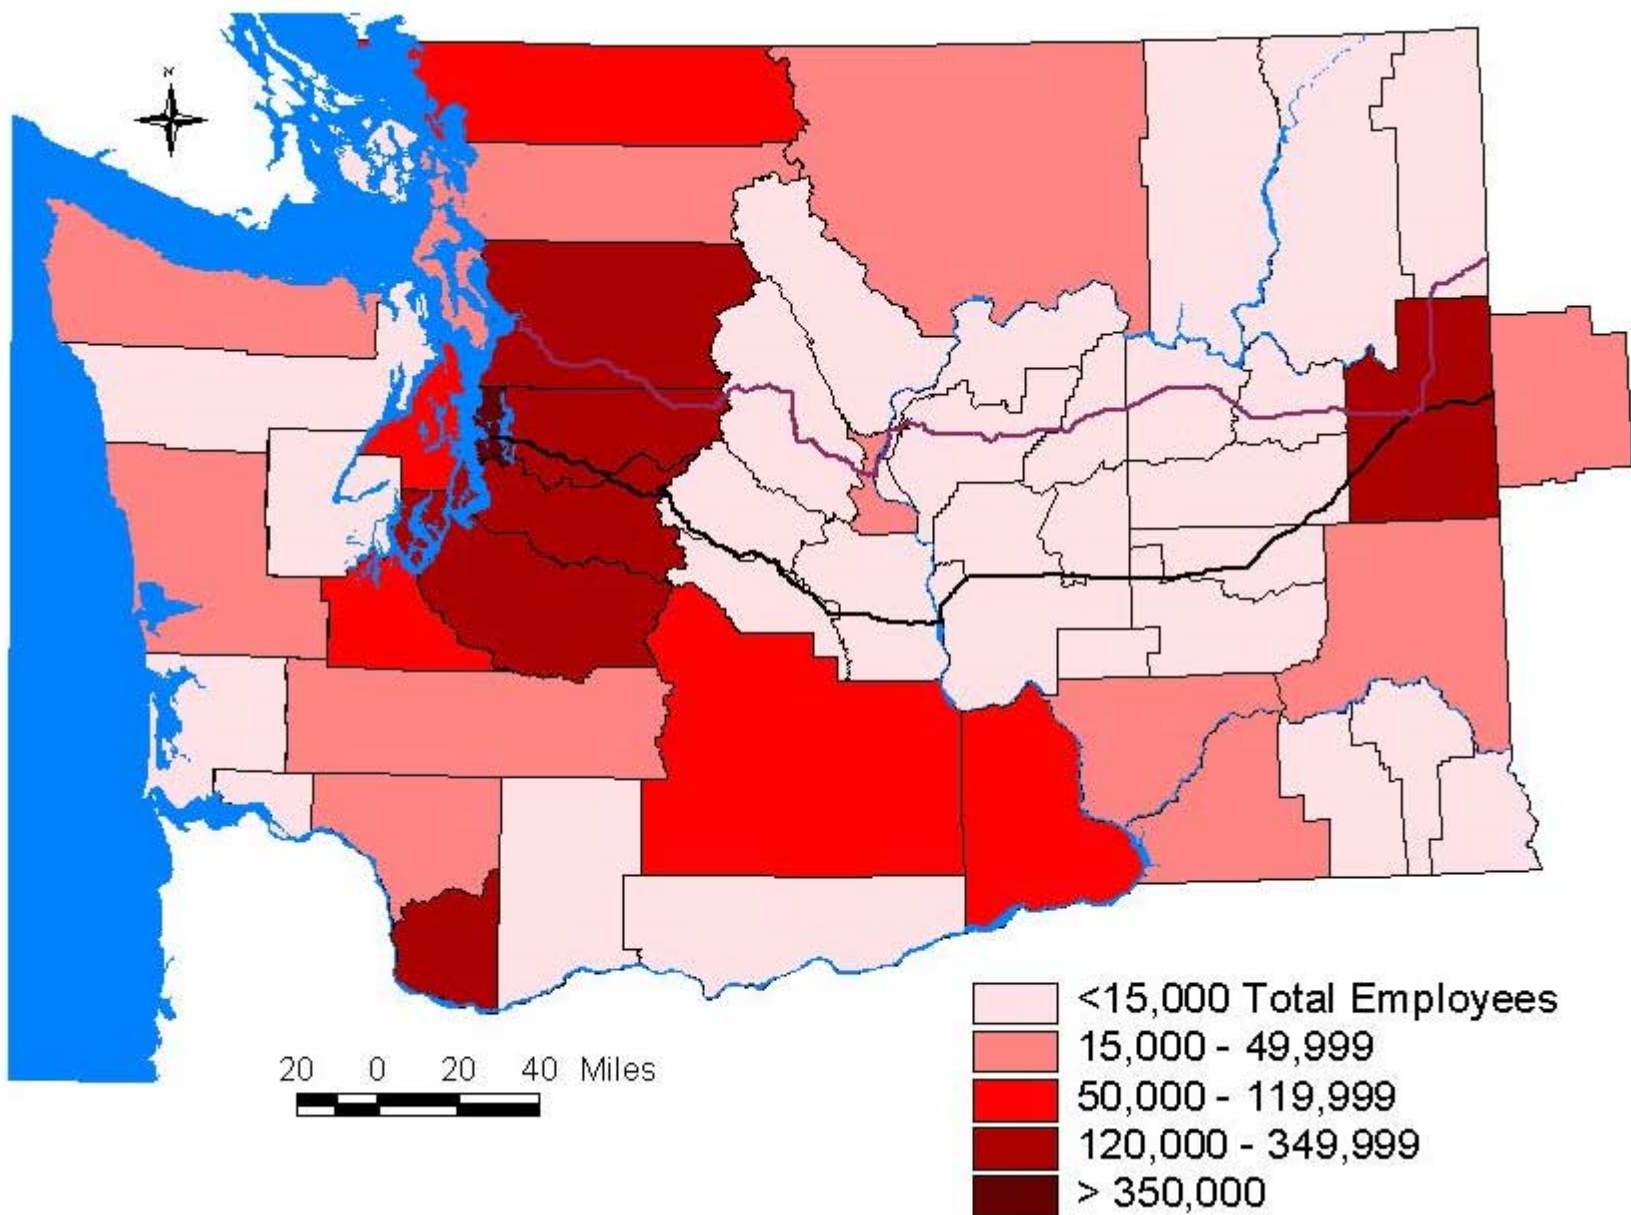 N
<15,000 Total Employees
15,000 - 49,999
50,000 - 119,999
120,000 - 349,999
> 350,000
20 0 20 40 Miles